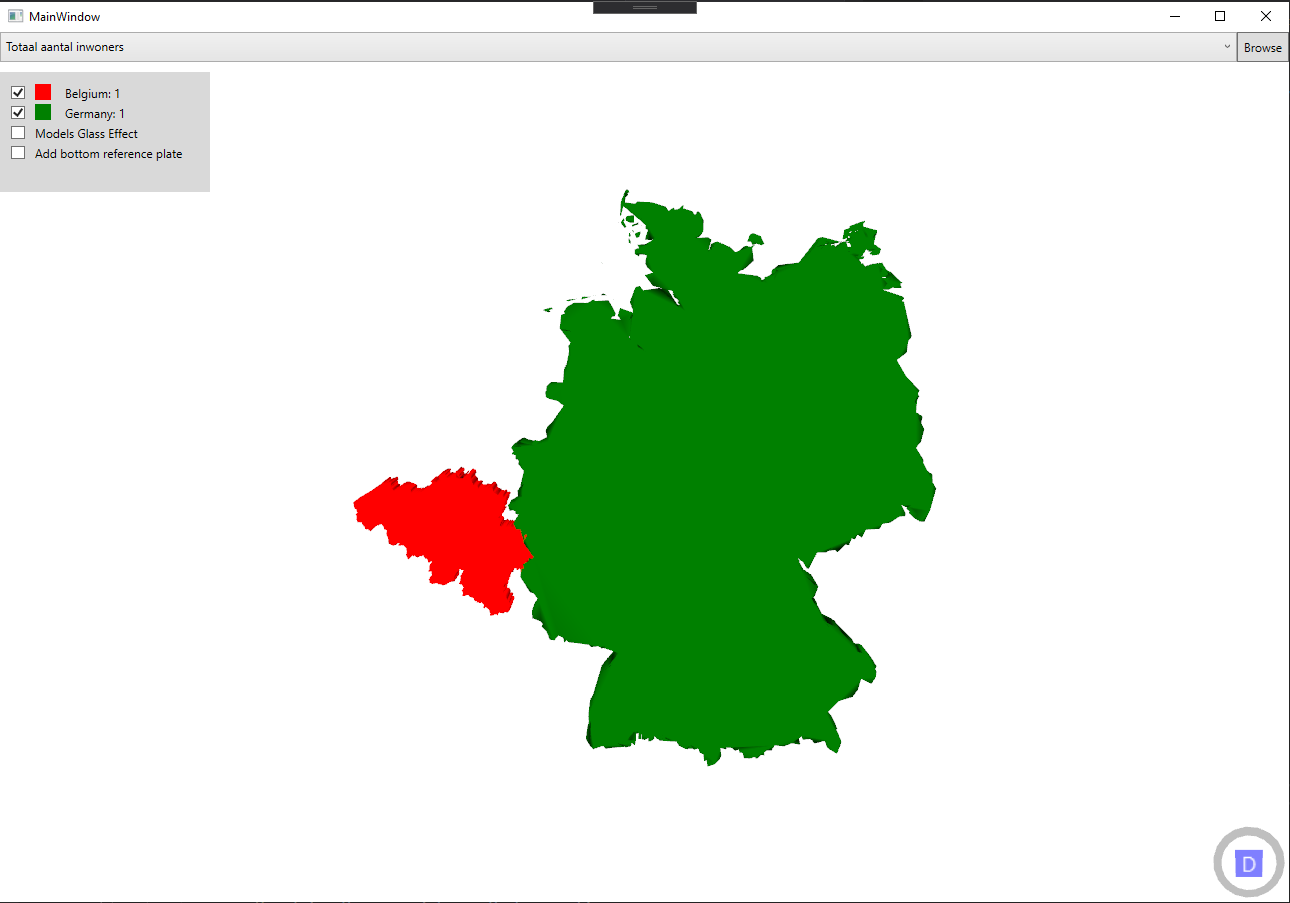 MainWindow
Totaal aantal inwoners
Browse
Belgium: 1
Germany: 1
Models Glass Effect
Add bottom reference plate
D